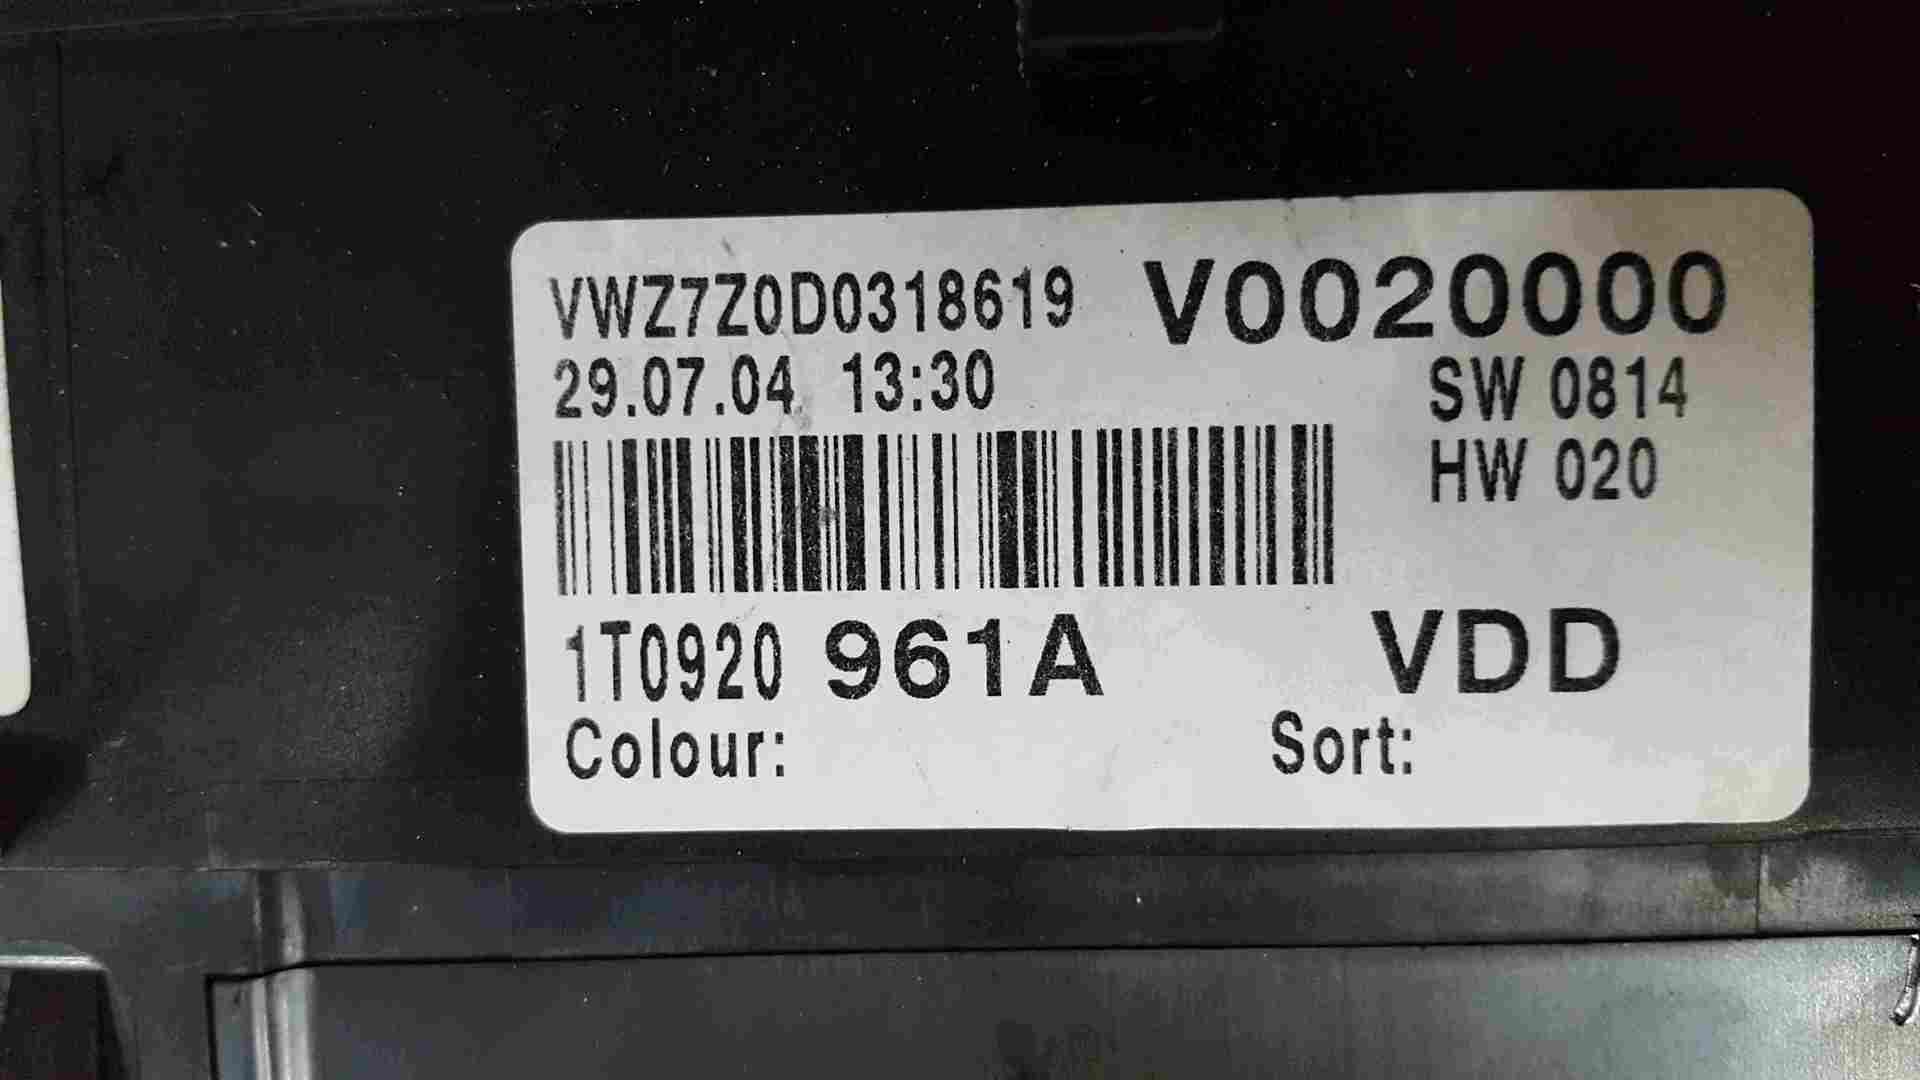 VWZ7Z0D0318619 V0020000
29.07.04 13:30 SW 0814
HW 020
1T0920 961A VDD
Colour: Sort: